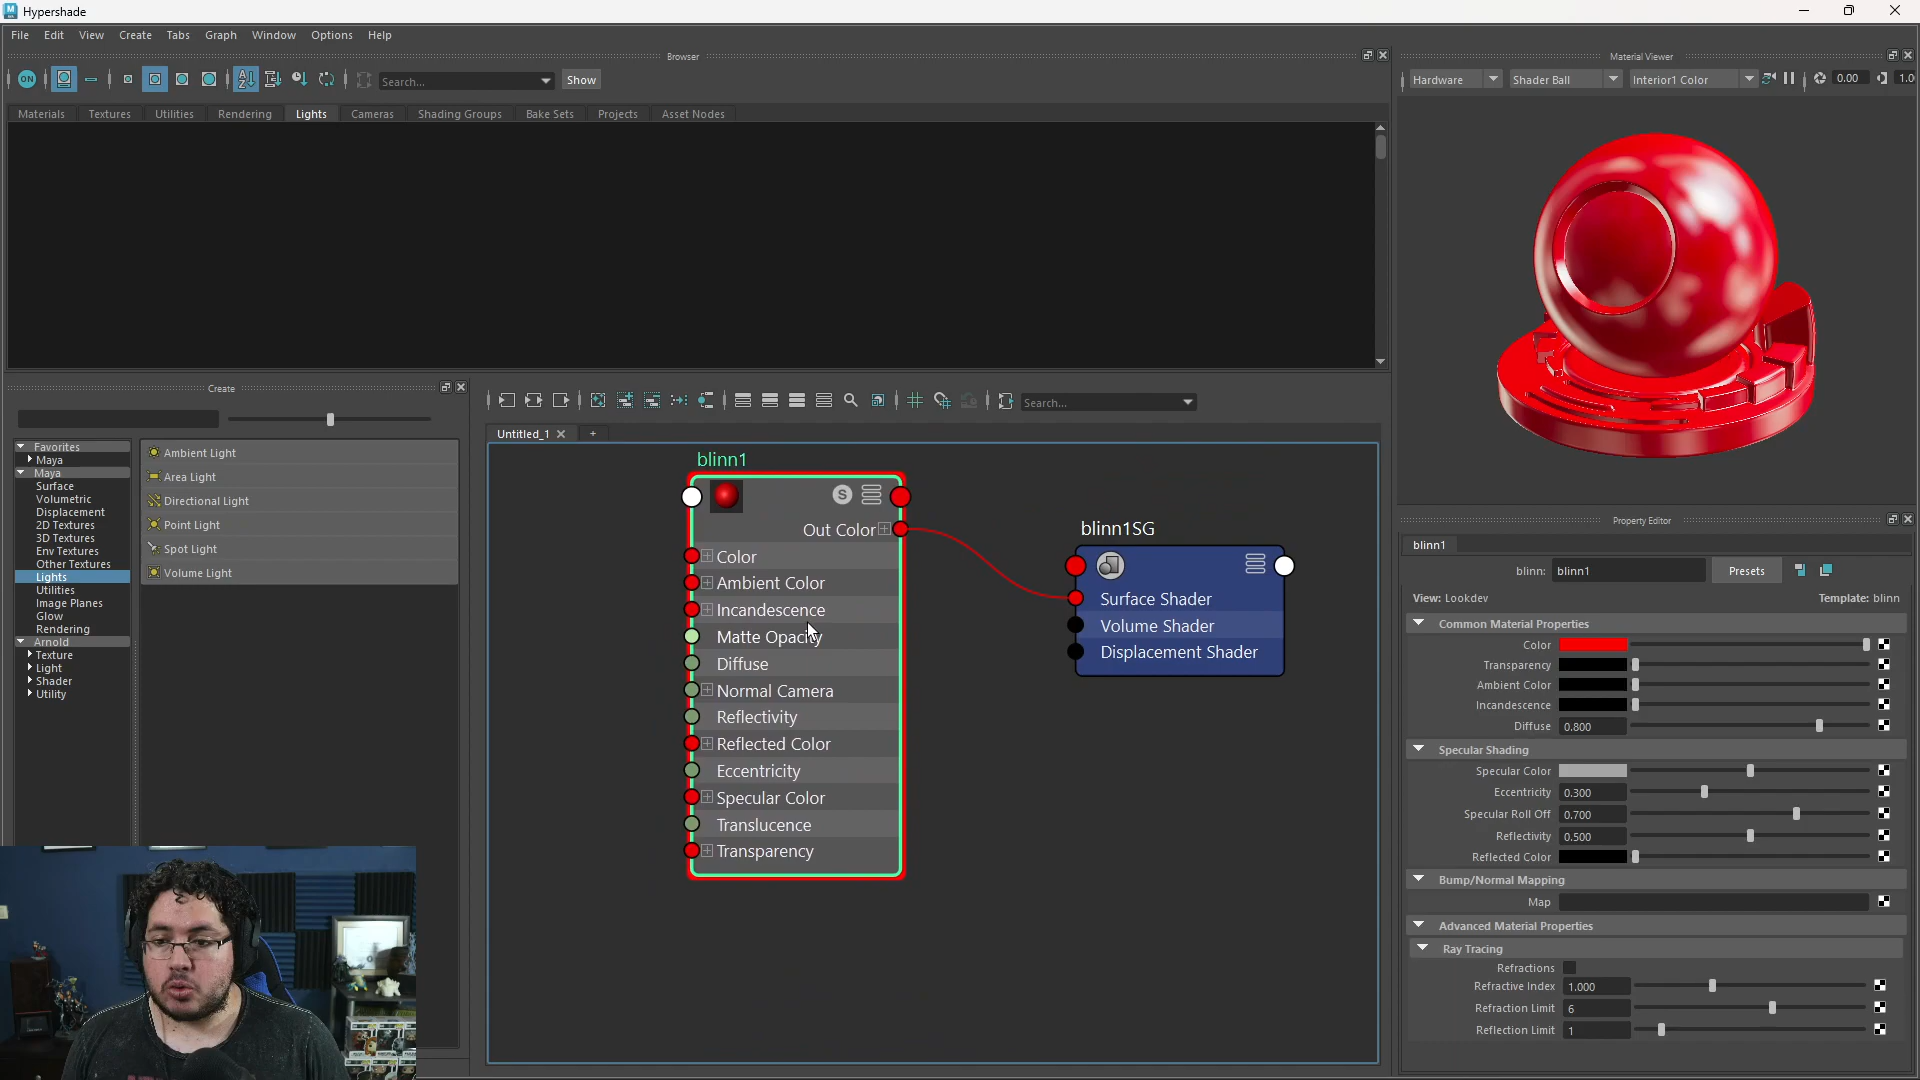 Hypershade
File Edit View Create Tabs Graph Window Options Help
Browser
ON
Search...
Show
Materials Textures Utilities Rendering Lights Cameras Shading Groups Bake Sets Projects Asset Nodes
Material Viewer
Hardware Shader Ball Interior1 Color 0.00 1.0
Create
Favorites
Maya
Maya
Surface
Volumetric
Displacement
2D Textures
3D Textures
Env Textures
Other Textures
Lights
Utilities
Image Planes
Glow
Rendering
Arnold
Texture
Light
Shader
Utility
Ambient Light
Area Light
Directional Light
Point Light
Spot Light
Volume Light
Search...
Untitled_1
+
blinn1
S
Out Color
Color
Ambient Color
Incandescence
Matte Opacity
Diffuse
Normal Camera
Reflectivity
Reflected Color
Eccentricity
Specular Color
Translucence
Transparency
blinn1SG
Surface Shader
Volume Shader
Displacement Shader
Property Editor
blinn1
blinn: blinn1 Presets
View: Lookdev Template: blinn
Common Material Properties
Color
Transparency
Ambient Color
Incandescence
Diffuse 0.800
Specular Shading
Specular Color
Eccentricity 0.300
Specular Roll Off 0.700
Reflectivity 0.500
Reflected Color
Bump/Normal Mapping
Map
Advanced Material Properties
Ray Tracing
Refractions
Refractive Index 1.000
Refraction Limit 6
Reflection Limit 1